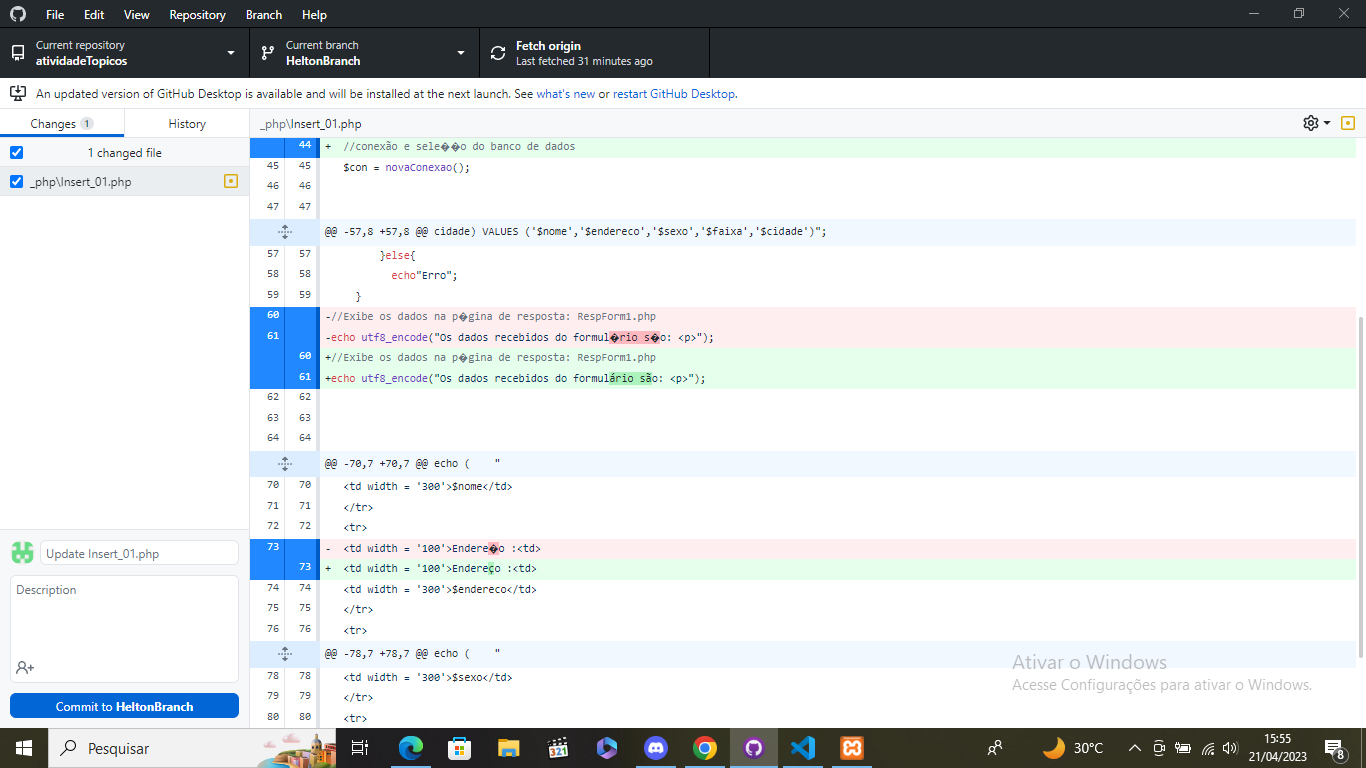 File Edit View Repository Branch Help
Current repository
atividadeTopicos
Current branch
HeltonBranch
Fetch origin
Last fetched 31 minutes ago
An updated version of GitHub Desktop is available and will be installed at the next launch. See what's new or restart GitHub Desktop.
Changes 1 History
_php\Insert_01.php
1 changed file
_php\Insert_01.php
44 + //conexão e sele��o do banco de dados
45 45 $con = novaConexao();
46 46
47 47
@@ -57,8 +57,8 @@ cidade) VALUES ('$nome','$endereco','$sexo','$faixa','$cidade')";
57 57 }else{
58 58 echo"Erro";
59 59 }
60 -//Exibe os dados na p�gina de resposta: RespForm1.php
61 -echo utf8_encode("Os dados recebidos do formul�rio s�o: <p>");
60 +//Exibe os dados na p�gina de resposta: RespForm1.php
61 +echo utf8_encode("Os dados recebidos do formulário são: <p>");
62 62
63 63
64 64
@@ -70,7 +70,7 @@ echo ( "
70 70 <td width = '300'>$nome</td>
71 71 </tr>
72 72 <tr>
73 - <td width = '100'>Endere�o :<td>
73 + <td width = '100'>Endereço :<td>
74 74 <td width = '300'>$endereco</td>
75 75 </tr>
76 76 <tr>
@@ -78,7 +78,7 @@ echo ( "
78 78 <td width = '300'>$sexo</td>
79 79 </tr>
80 80 <tr>
Update Insert_01.php
Description
Commit to HeltonBranch
Ativar o Windows
Acesse Configurações para ativar o Windows.
Pesquisar
321
30°C
15:55
21/04/2023
8